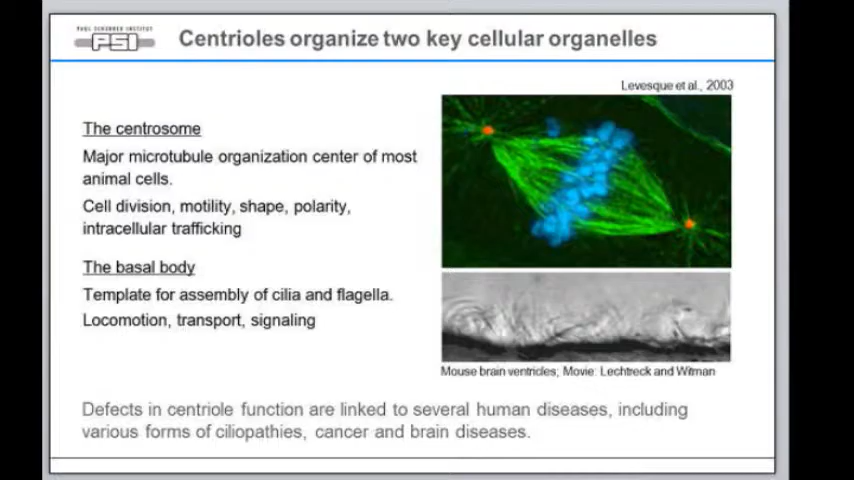 PAUL SCHERRER INSTITUT
PSI
Centrioles organize two key cellular organelles
Levesque et al., 2003
The centrosome
Major microtubule organization center of most
animal cells.
Cell division, motility, shape, polarity,
intracellular trafficking
The basal body
Template for assembly of cilia and flagella.
Locomotion, transport, signaling
Mouse brain ventricles; Movie: Lechtreck and Witman
Defects in centriole function are linked to several human diseases, including
various forms of ciliopathies, cancer and brain diseases.